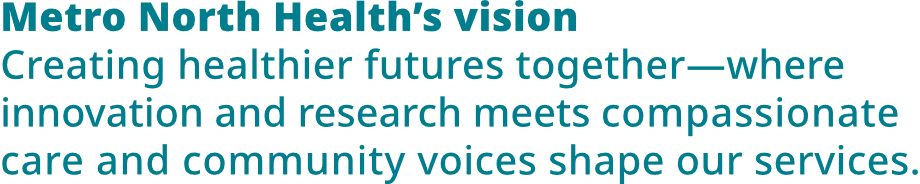 Metro North Health’s vision
Creating healthier futures together—where
innovation and research meets compassionate
care and community voices shape our services.